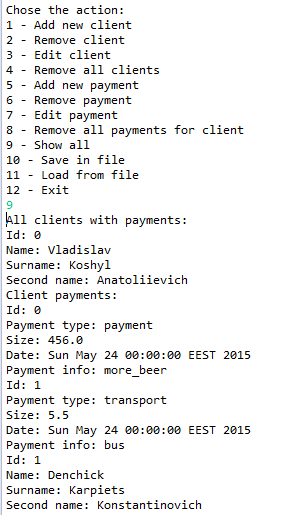 Chose the action:
1 - Add new client
2 - Remove client
3 - Edit client
4 - Remove all clients
5 - Add new payment
6 - Remove payment
7 - Edit payment
8 - Remove all payments for client
9 - Show all
10 - Save in file
11 - Load from file
12 - Exit
9
All clients with payments:
Id: 0
Name: Vladislav
Surname: Koshyl
Second name: Anatoliievich
Client payments:
Id: 0
Payment type: payment
Size: 456.0
Date: Sun May 24 00:00:00 EEST 2015
Payment info: more_beer
Id: 1
Payment type: transport
Size: 5.5
Date: Sun May 24 00:00:00 EEST 2015
Payment info: bus
Id: 1
Name: Denchick
Surname: Karpiets
Second name: Konstantinovich